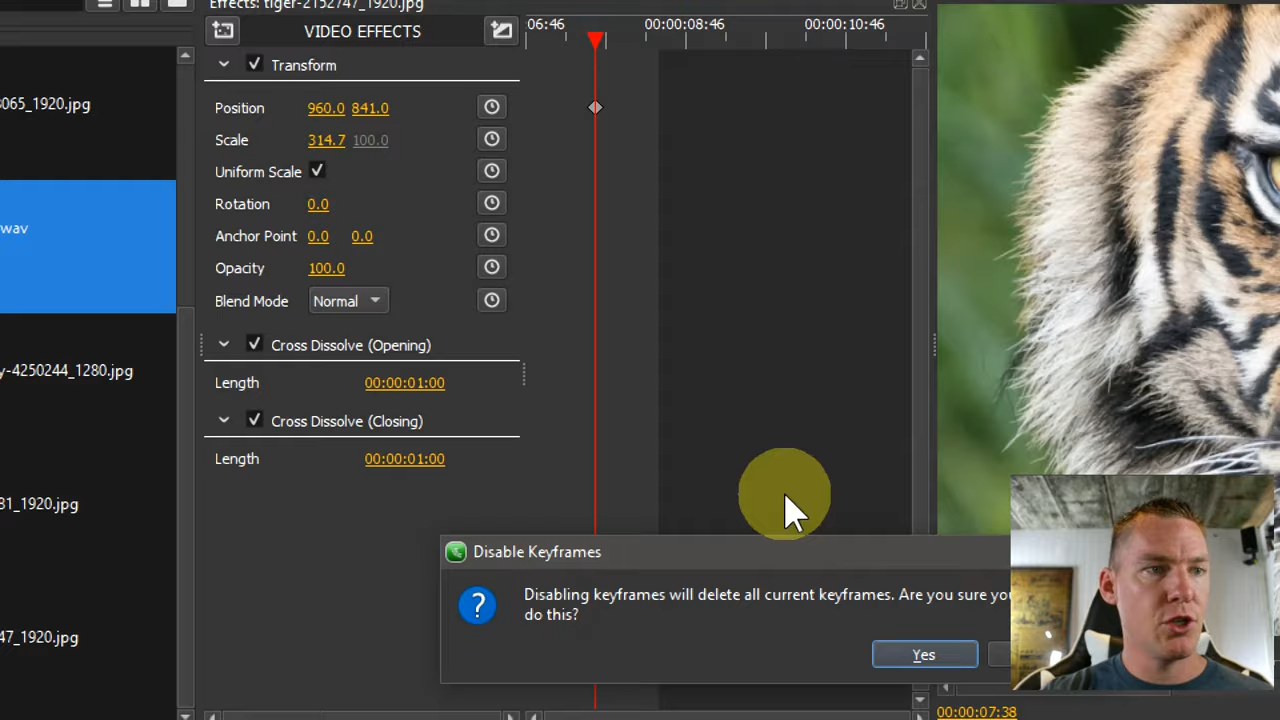 Effects: tiger-2152747_1920.jpg
VIDEO EFFECTS
06:46
00:00:08:46
00:00:10:46
Transform
Position 960.0 841.0
Scale 314.7 100.0
Uniform Scale
Rotation 0.0
Anchor Point 0.0 0.0
Opacity 100.0
Blend Mode Normal
Cross Dissolve (Opening)
Length 00:00:01:00
Cross Dissolve (Closing)
Length 00:00:01:00
8065_1920.jpg
wav
y-4250244_1280.jpg
81_1920.jpg
47_1920.jpg
Disable Keyframes
Disabling keyframes will delete all current keyframes. Are you sure you
do this?
Yes
00:00:07:38